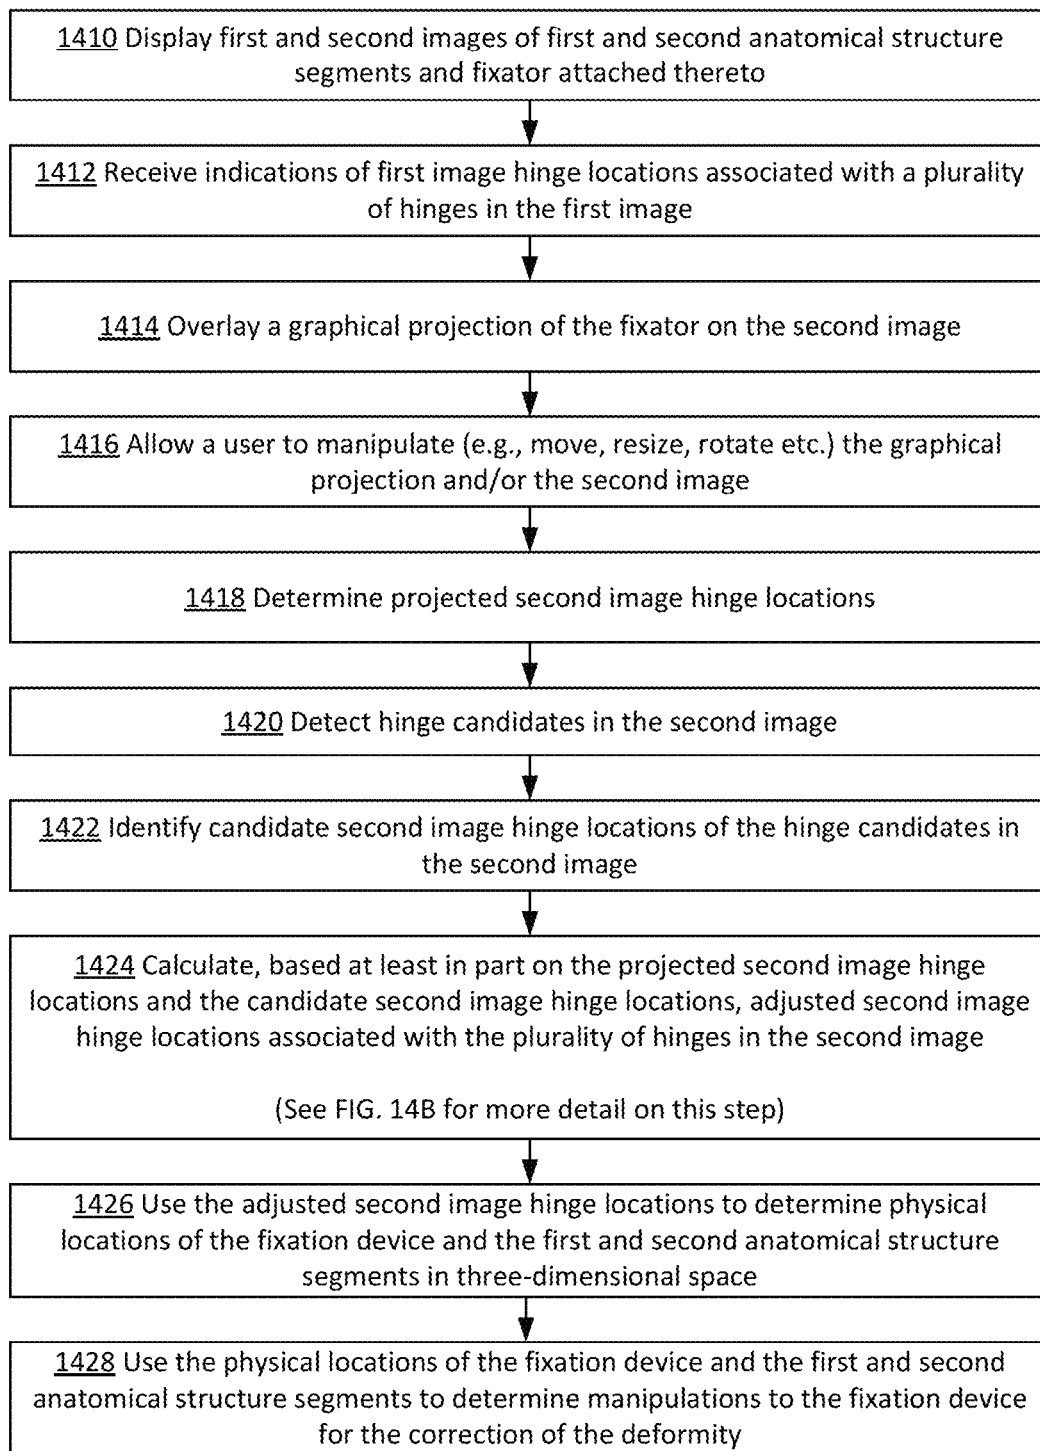 1410 Display first and second images of first and second anatomical structure
segments and fixator attached thereto
1412 Receive indications of first image hinge locations associated with a plurality
of hinges in the first image
1414 Overlay a graphical projection of the fixator on the second image
1416 Allow a user to manipulate (e.g., move, resize, rotate etc.) the graphical
projection and/or the second image
1418 Determine projected second image hinge locations
1420 Detect hinge candidates in the second image
1422 Identify candidate second image hinge locations of the hinge candidates in
the second image
1424 Calculate, based at least in part on the projected second image hinge
locations and the candidate second image hinge locations, adjusted second image
hinge locations associated with the plurality of hinges in the second image
(See FIG. 14B for more detail on this step)
1426 Use the adjusted second image hinge locations to determine physical
locations of the fixation device and the first and second anatomical structure
segments in three-dimensional space
1428 Use the physical locations of the fixation device and the first and second
anatomical structure segments to determine manipulations to the fixation device
for the correction of the deformity